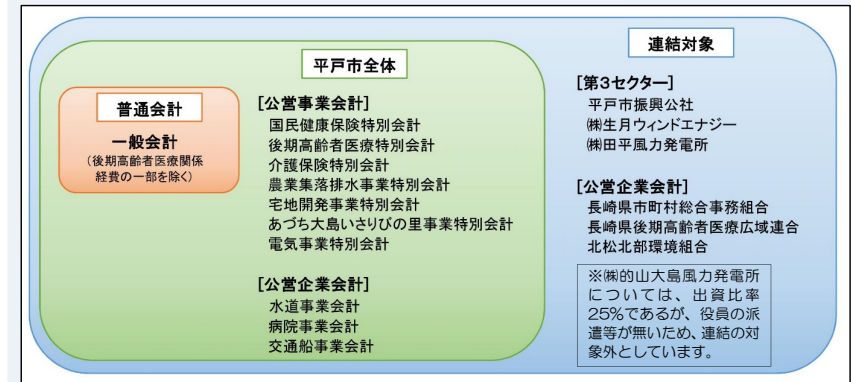 普通会計
一般会計
(後期高齢者医療関係
経費の一部を除く)
平戸市全体
[公営事業会計]
国民健康保険特別会計
後期高齢者医療特別会計
介護保険特別会計
農業集落排水事業特別会計
宅地開発事業特別会計
あづち大島いさりびの里事業特別会計
電気事業特別会計
[公営企業会計]
水道事業会計
病院事業会計
交通船事業会計
連結対象
[第3セクター]
平戸市振興公社
㈱生月ウィンドエナジー
㈱田平風力発電所
[公営企業会計]
長崎県市町村総合事務組合
長崎県後期高齢者医療広域連合
北松北部環境組合
※㈱的山大島風力発電所
については、出資比率
25%であるが、役員の派
遣等が無いため、連結の対
象外としています。